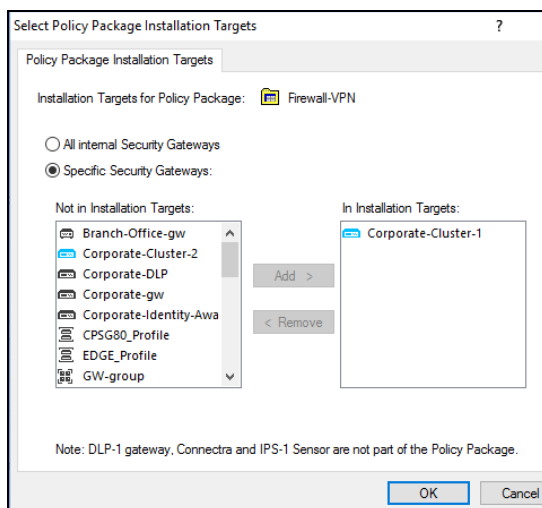 Select Policy Package Installation Targets ?
Policy Package Installation Targets
Installation Targets for Policy Package: Firewall-VPN
All internal Security Gateways
Specific Security Gateways:
Not in Installation Targets: In Installation Targets:
Branch-Office-gw Corporate-Cluster-1
Corporate-Cluster-2
Corporate-DLP
Add >
Corporate-gw
Corporate-Identity-Awa
< Remove
CPSG80_Profile
EDGE_Profile
GW-group
Note: DLP-1 gateway, Connectra and IPS-1 Sensor are not part of the Policy Package.
OK Cancel